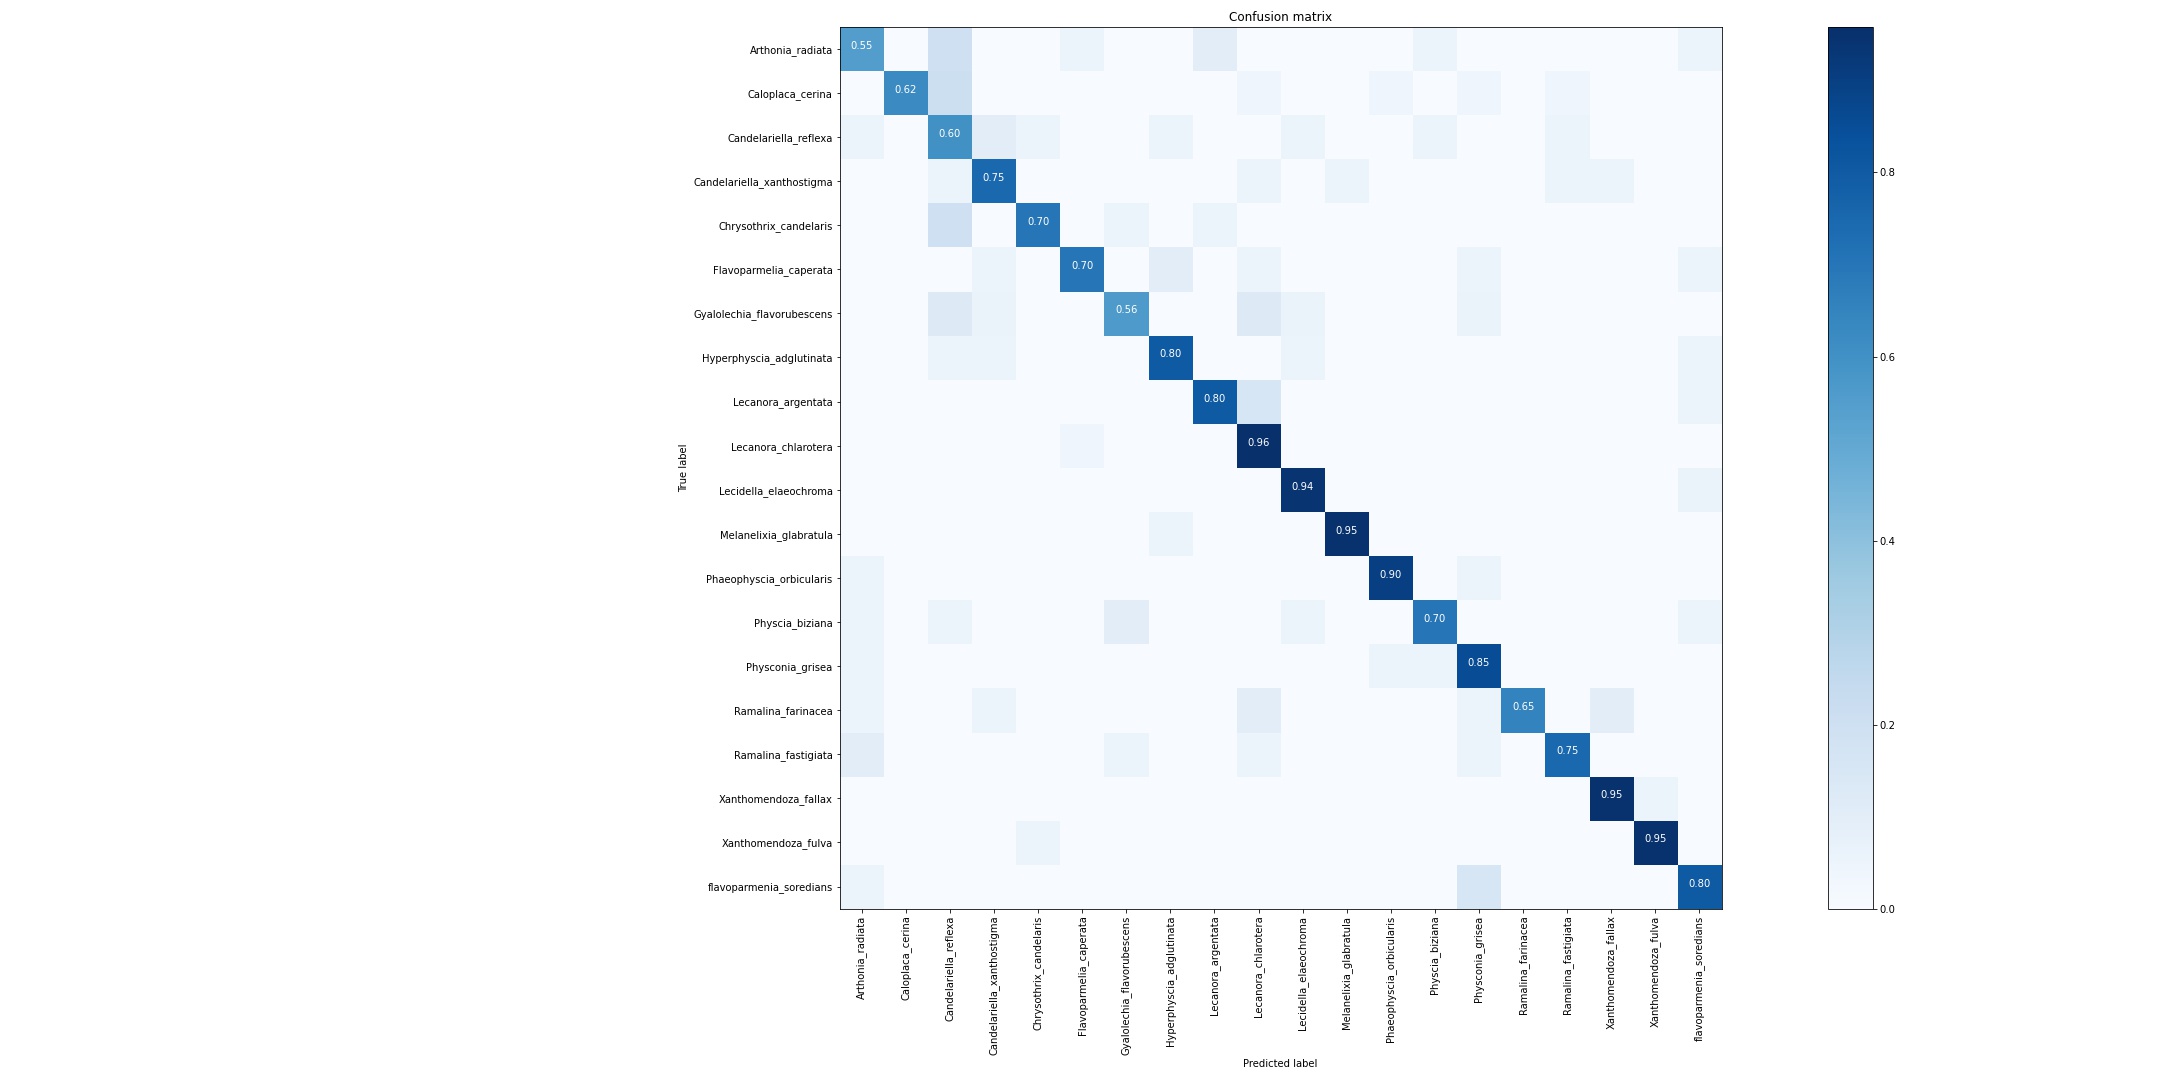 Confusion matrix
Arthonia_radiata
0.55
Caloplaca_cerina
0.62
Candelariella_reflexa
0.60
Candelariella_xanthostigma
0.75
0.8
Chrysothrix_candelaris
0.70
Flavoparmelia_caperata
0.70
Gyalolechia_flavorubescens
0.56
Hyperphyscia_adglutinata
0.80
0.6
Lecanora_argentata
0.80
Lecanora_chlarotera
0.96
True label
Lecidella_elaeochroma
0.94
Melanelixia_glabratula
0.95
0.4
Phaeophyscia_orbicularis
0.90
Physcia_biziana
0.70
Physconia_grisea
0.85
Ramalina_farinacea
0.65
0.2
Ramalina_fastigiata
0.75
Xanthomendoza_fallax
0.95
Xanthomendoza_fulva
0.95
flavoparmenia_soredians
0.80
0.0
Arthonia_radiata
Caloplaca_cerina
Candelariella_reflexa
Candelariella_xanthostigma
Chrysothrix_candelaris
Flavoparmelia_caperata
Gyalolechia_flavorubescens
Hyperphyscia_adglutinata
Lecanora_argentata
Lecanora_chlarotera
Lecidella_elaeochroma
Melanelixia_glabratula
Phaeophyscia_orbicularis
Physcia_biziana
Physconia_grisea
Ramalina_farinacea
Ramalina_fastigiata
Xanthomendoza_fallax
Xanthomendoza_fulva
flavoparmenia_soredians
Predicted label